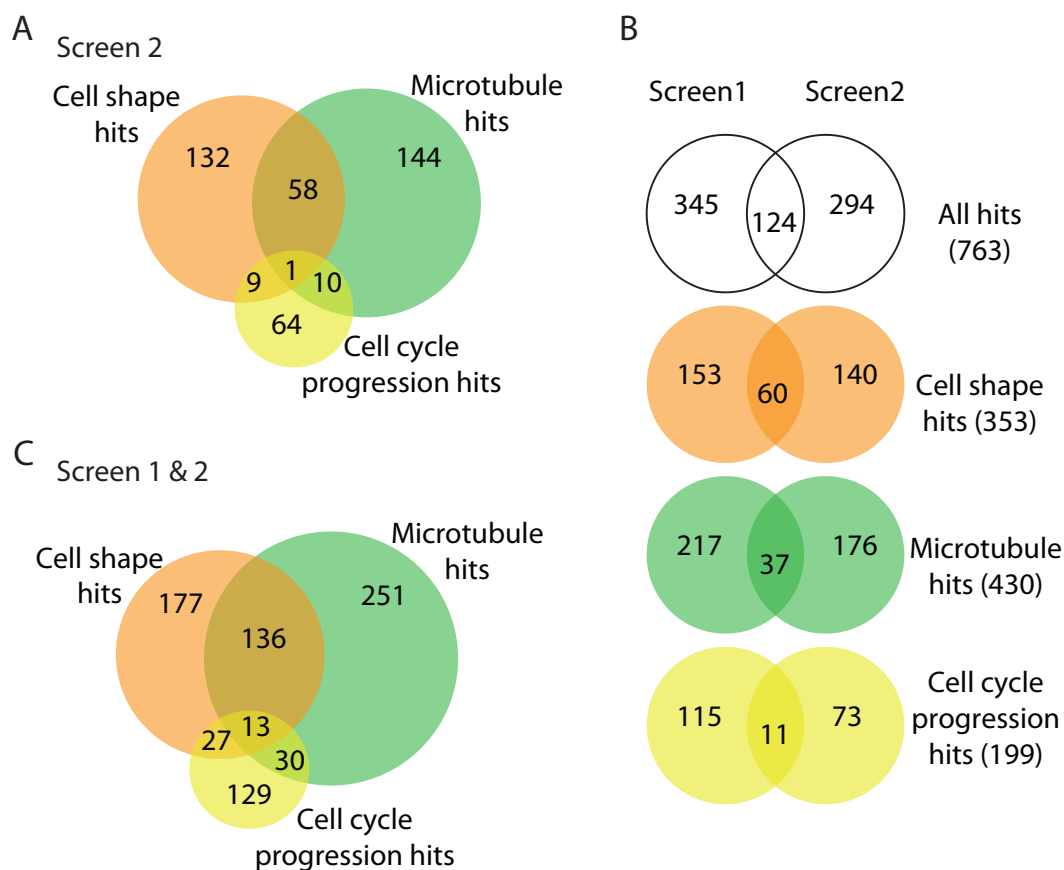 A
Screen 2
Cell shape
hits
Microtubule
hits
132
58
144
9
1
10
64
Cell cycle
progression hits
B
Screen1
Screen2
345
124
294
All hits
(763)
153
60
140
Cell shape
hits (353)
217
37
176
Microtubule
hits (430)
115
11
73
Cell cycle
progression
hits (199)
C
Screen 1 & 2
Cell shape
hits
Microtubule
hits
177
136
251
27
13
30
129
Cell cycle
progression hits